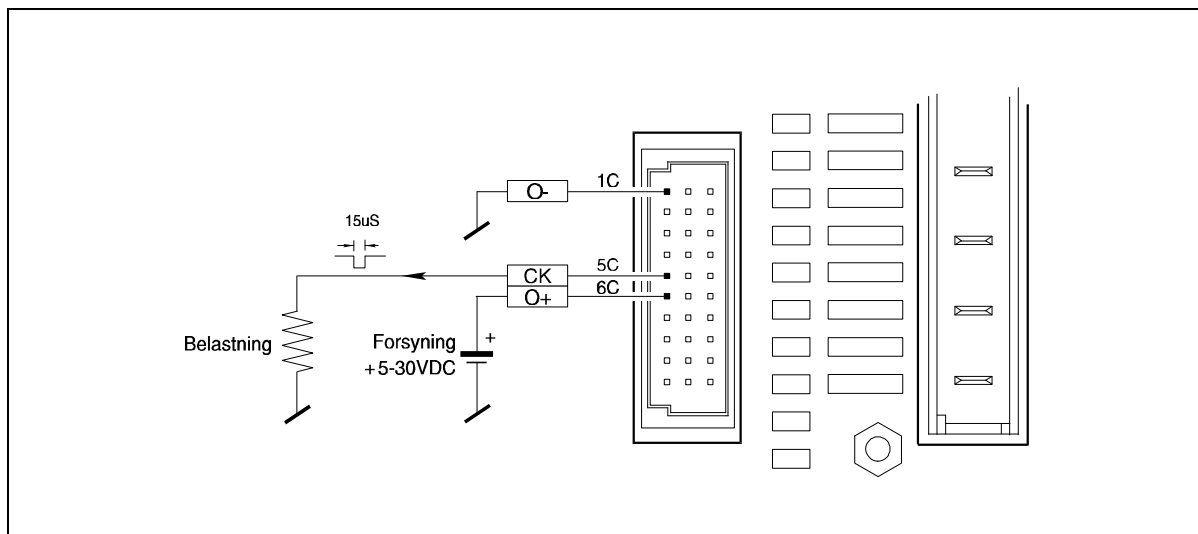 O- 1C
15uS
CK 5C
O+ 6C
Belastning
Forsyning +
+5-30VDC